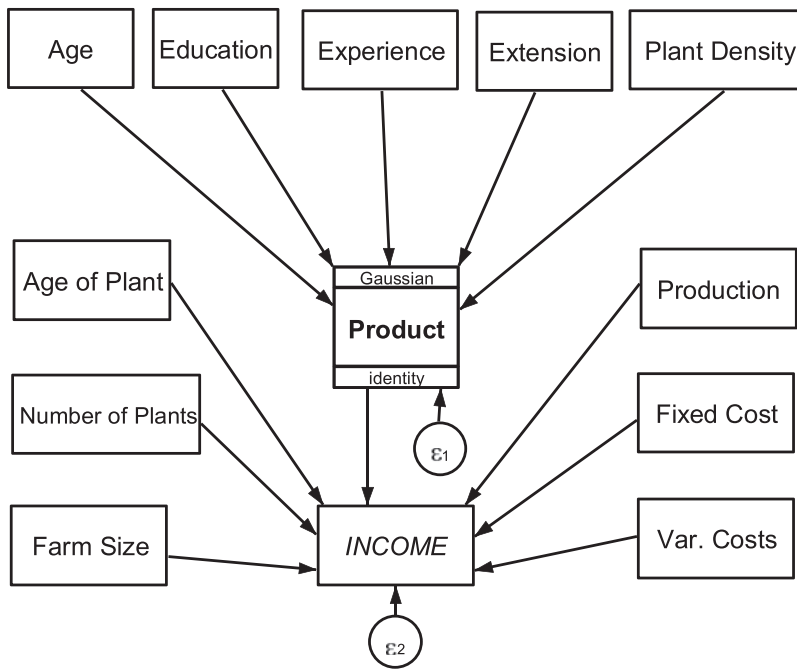 Age
Education
Experience
Extension
Plant Density
Gaussian
Product
identity
Age of Plant
Number of Plants
Farm Size
Production
Fixed Cost
Var. Costs
ε1
INCOME
ε2